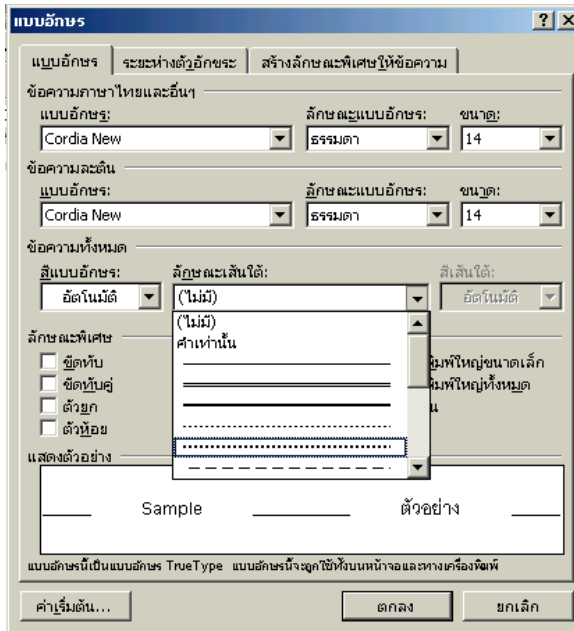 แบบอักษร
แบบอักษร ระยะห่างตัวอักขระ สร้างลักษณะพิเศษให้ข้อความ
ข้อความภาษาไทยและอื่นๆ
แบบอักษร: ลักษณะแบบอักษร: ขนาด:
Cordia New ธรรมดา 14
ข้อความละติน
แบบอักษร: ลักษณะแบบอักษร: ขนาด:
Cordia New ธรรมดา 14
ข้อความทั้งหมด
สีแบบอักษร: ลักษณะเส้นใต้: สีเส้นใต้:
อัตโนมัติ (ไม่มี) อัตโนมัติ
(ไม่มี)
คำเท่านั้น
ลักษณะพิเศษ
ขีดทับ พิมพ์ใหญ่ขนาดเล็ก
ขีดทับคู่ พิมพ์ใหญ่ทั้งหมด
ตัวยก น
ตัวห้อย
แสดงตัวอย่าง
Sample ตัวอย่าง
แบบอักษรนี้เป็นแบบอักษร TrueType แบบอักษรนี้จะถูกใช้ทั้งบนหน้าจอและทางเครื่องพิมพ์
ค่าเริ่มต้น... ตกลง ยกเลิก